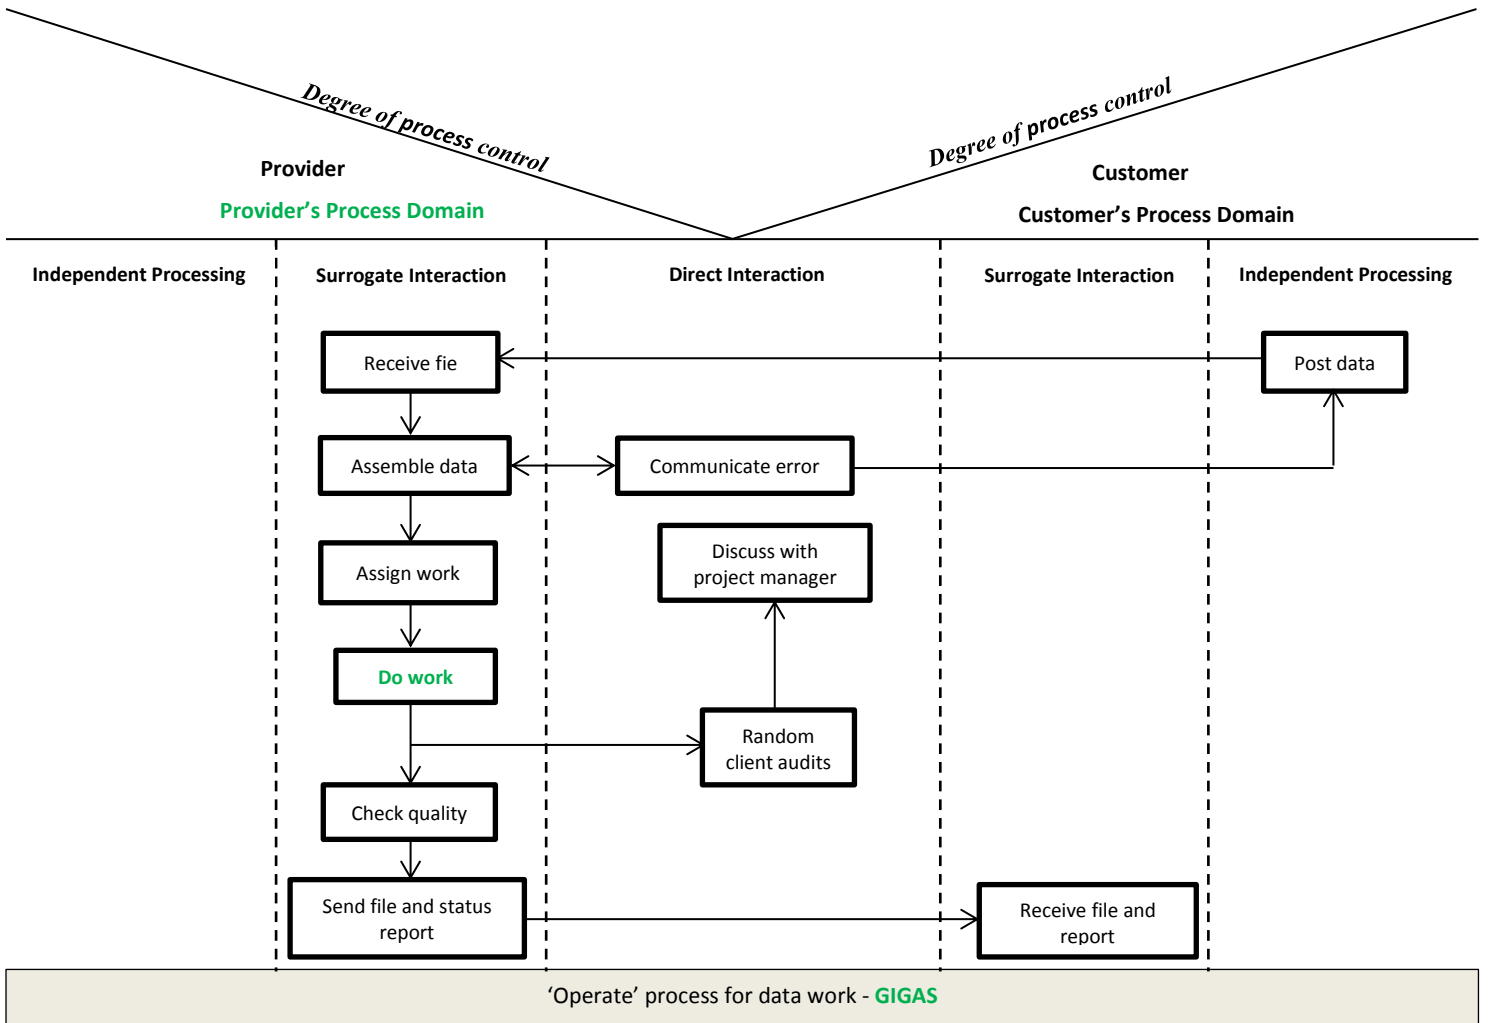 Degree of process control
Degree of process control
Provider
Customer
Provider’s Process Domain
Customer’s Process Domain
Independent Processing
Surrogate Interaction
Direct Interaction
Surrogate Interaction
Independent Processing
Receive fie
Post data
Assemble data
Communicate error
Discuss with
project manager
Assign work
Do work
Random
client audits
Check quality
Send file and status
report
Receive file and
report
‘Operate’ process for data work - GIGAS